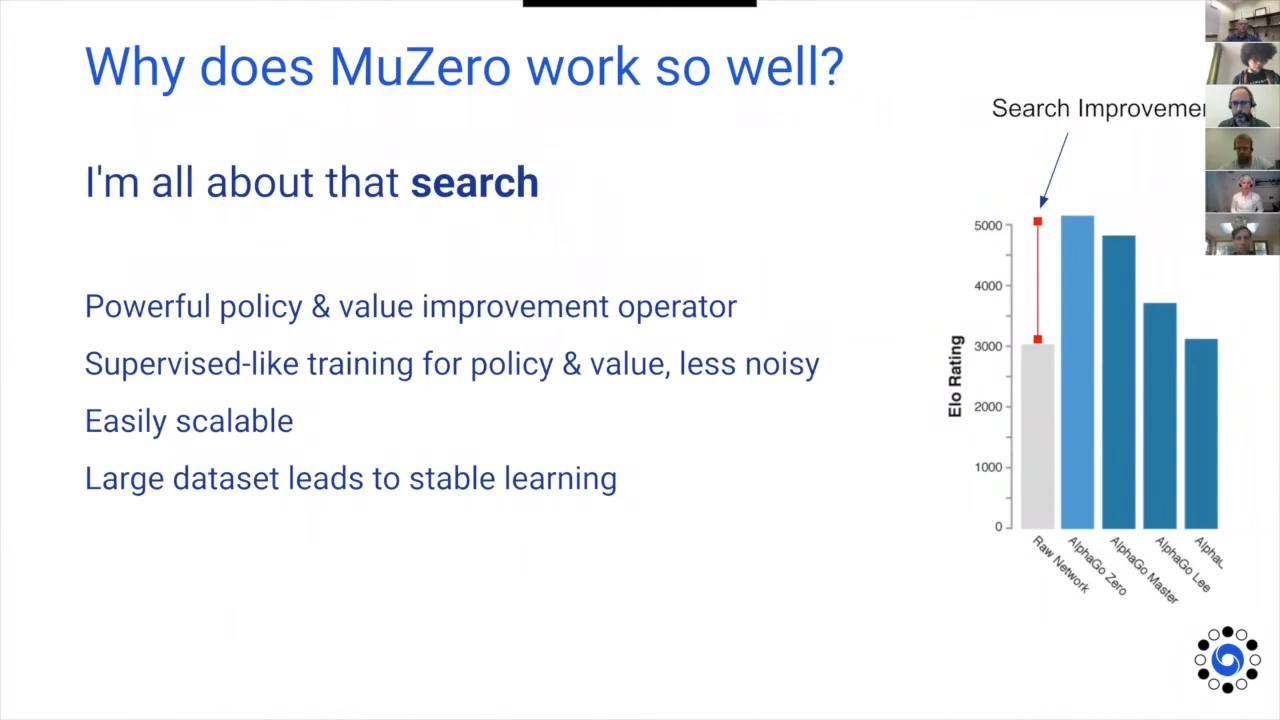 Why does MuZero work so well?
I'm all about that search
Powerful policy & value improvement operator
Supervised-like training for policy & value, less noisy
Easily scalable
Large dataset leads to stable learning
Search Improvemer
5000
4000
3000
2000
1000
0
Elo Rating
Raw Network
AlphaGo Zero
AlphaGo Master
AlphaGo Lee